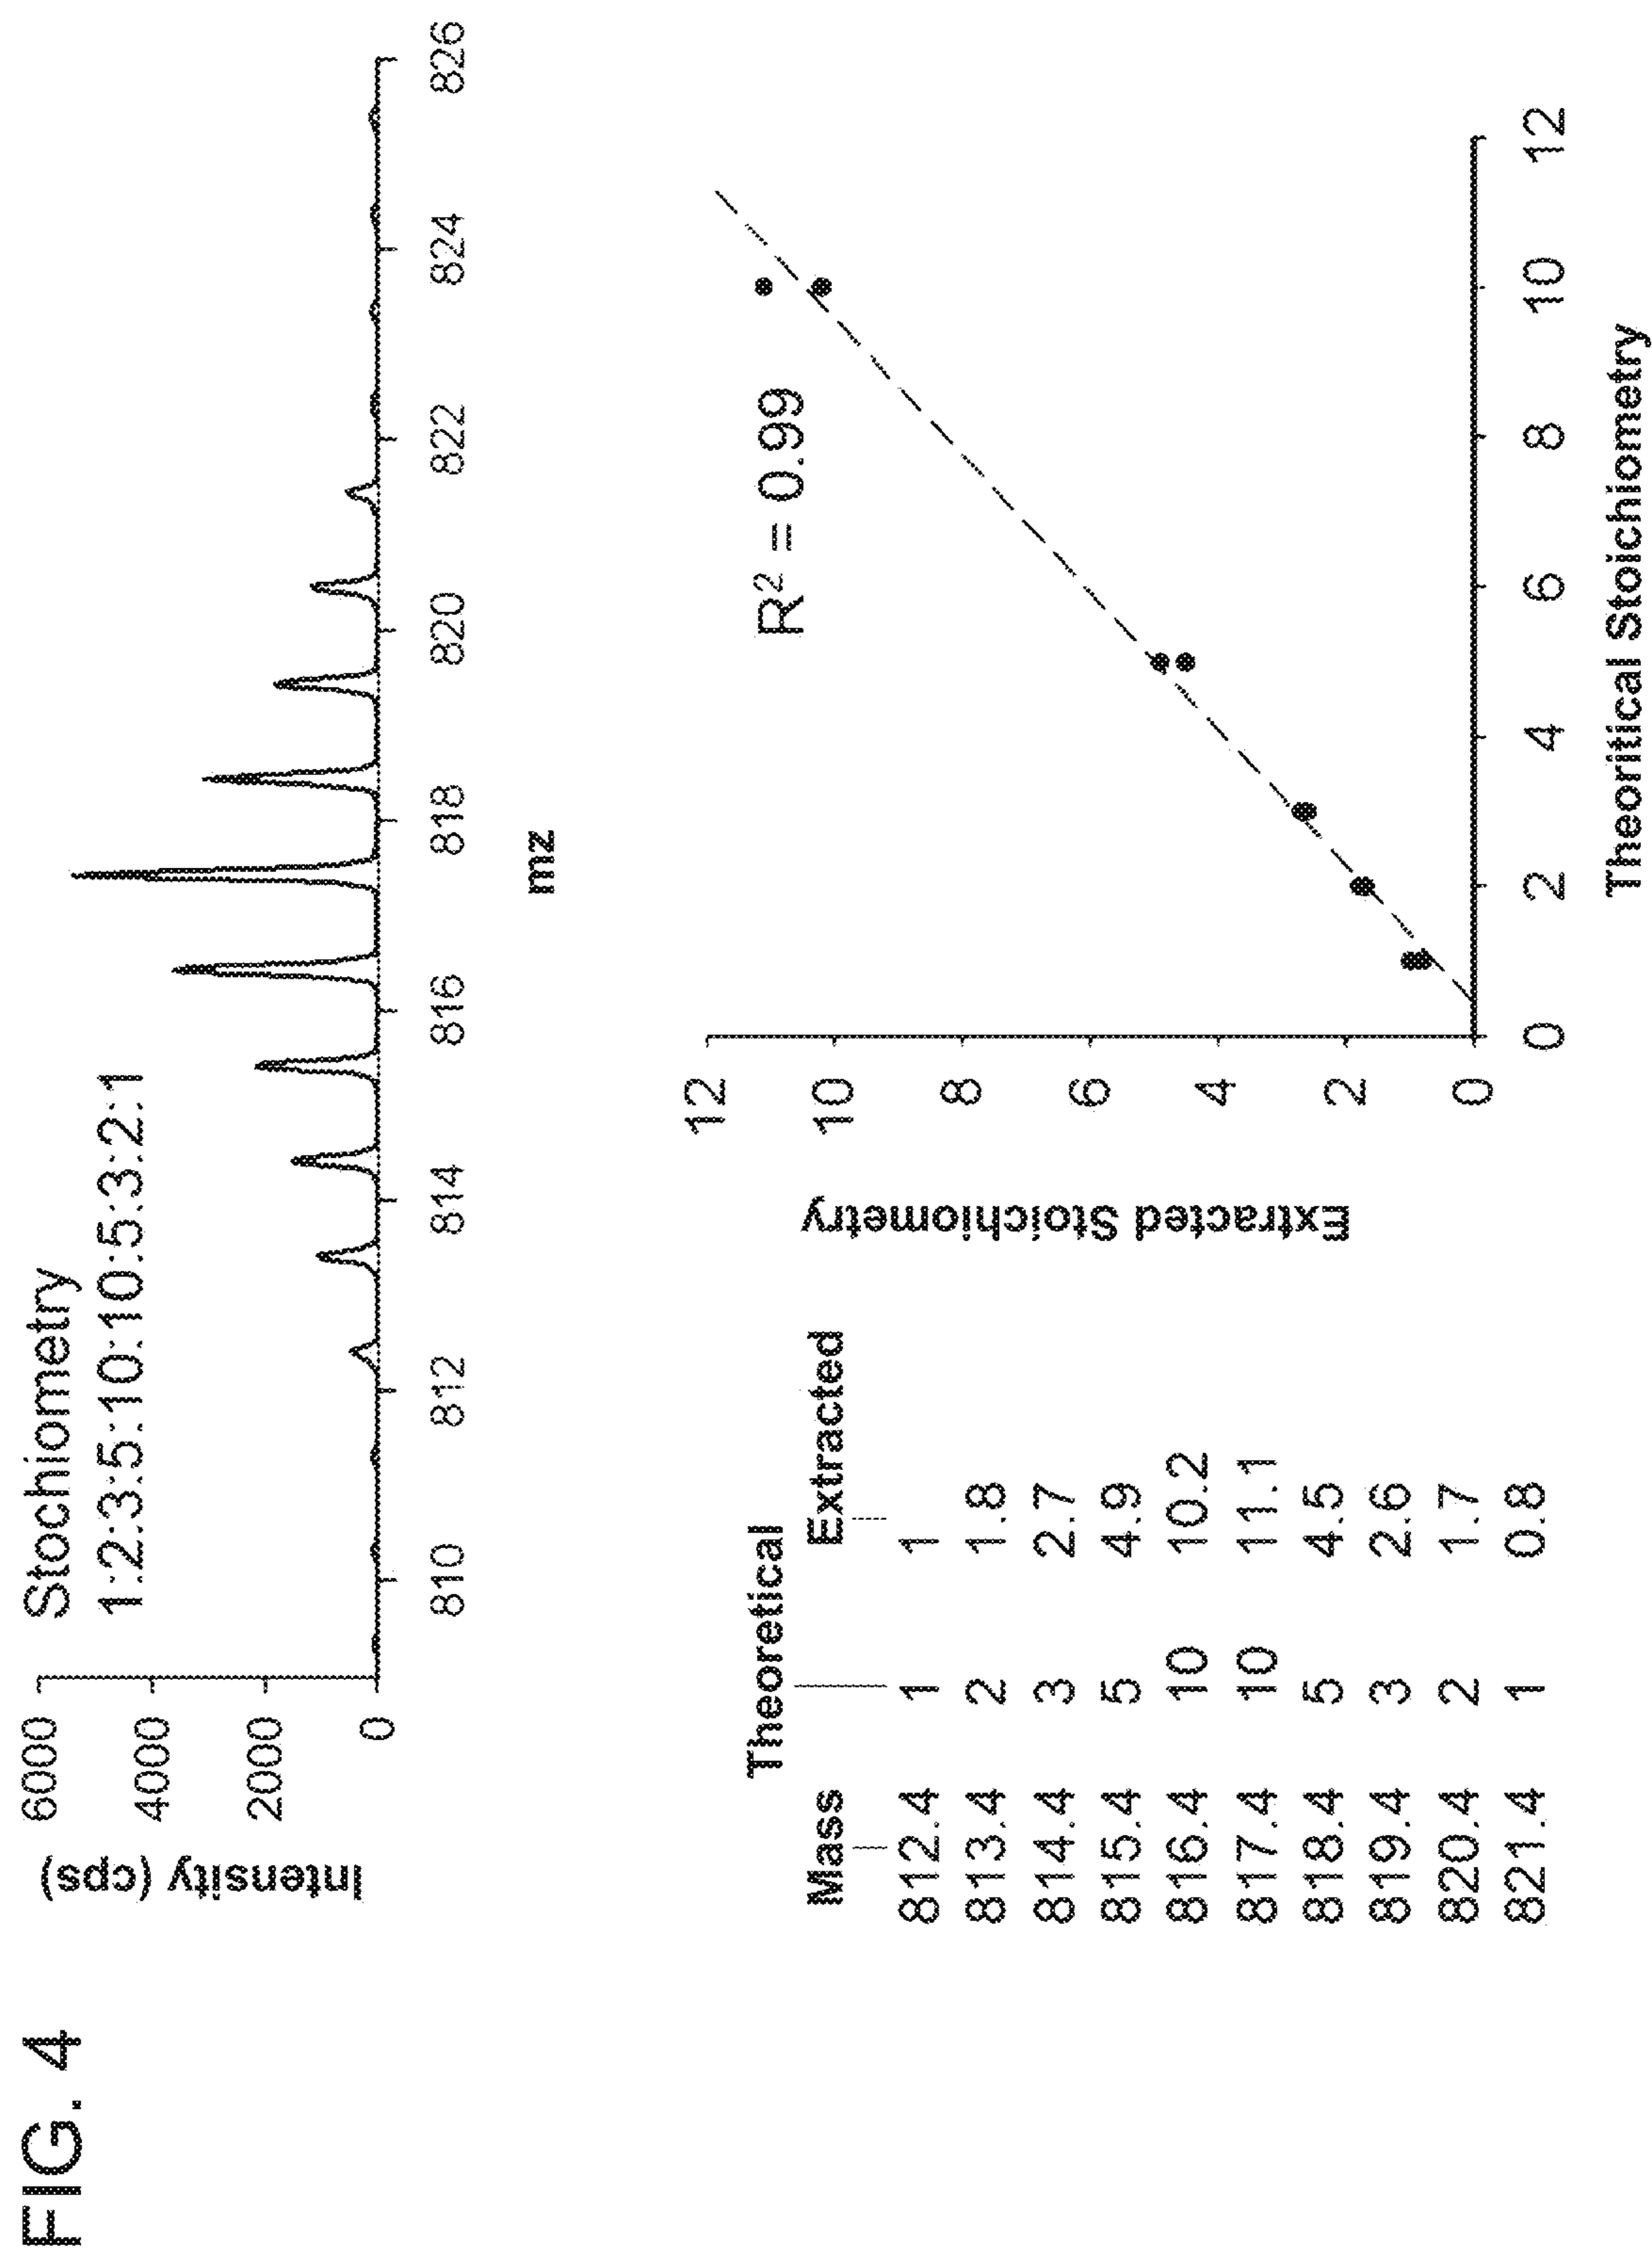 FIG. 4
Stochiometry
1:2:3:5:10:10:5:3:2:1
Intensity (cps)
6000
4000
2000
0
810 812 814 816 818 820 822 824 826
mz
Theoretical
Mass Extracted
812.4 1 1
813.4 2 1.8
814.4 3 2.7
815.4 5 4.9
816.4 10 10.2
817.4 10 11.1
818.4 5 4.5
819.4 3 2.6
820.4 2 1.7
821.4 1 0.8
Extracted Stoichiometry
12
10
8
6
4
2
0
R² = 0.99
0 2 4 6 8 10 12
Theoritical Stoichiometry